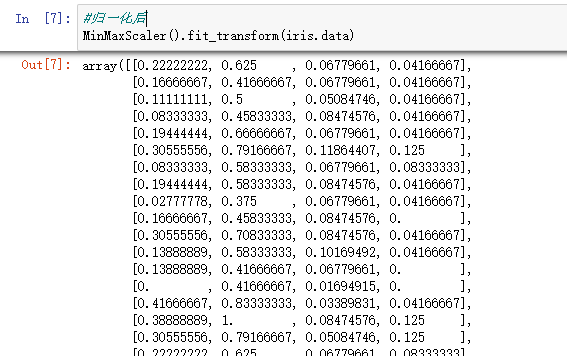 In [7]: #归一化后
MinMaxScaler().fit_transform(iris.data)
Out[7]: array([[0.22222222, 0.625     , 0.06779661, 0.04166667],
[0.16666667, 0.41666667, 0.06779661, 0.04166667],
[0.11111111, 0.5       , 0.05084746, 0.04166667],
[0.08333333, 0.45833333, 0.08474576, 0.04166667],
[0.19444444, 0.66666667, 0.06779661, 0.04166667],
[0.30555556, 0.79166667, 0.11864407, 0.125     ],
[0.08333333, 0.58333333, 0.06779661, 0.08333333],
[0.19444444, 0.58333333, 0.08474576, 0.04166667],
[0.02777778, 0.375     , 0.06779661, 0.04166667],
[0.16666667, 0.45833333, 0.08474576, 0.        ],
[0.30555556, 0.70833333, 0.08474576, 0.04166667],
[0.13888889, 0.58333333, 0.10169492, 0.04166667],
[0.13888889, 0.41666667, 0.06779661, 0.        ],
[0.        , 0.41666667, 0.01694915, 0.        ],
[0.41666667, 0.83333333, 0.03389831, 0.04166667],
[0.38888889, 1.        , 0.08474576, 0.125     ],
[0.30555556, 0.79166667, 0.05084746, 0.125     ],
[0.22222222, 0.625     , 0.06779661, 0.08333333],